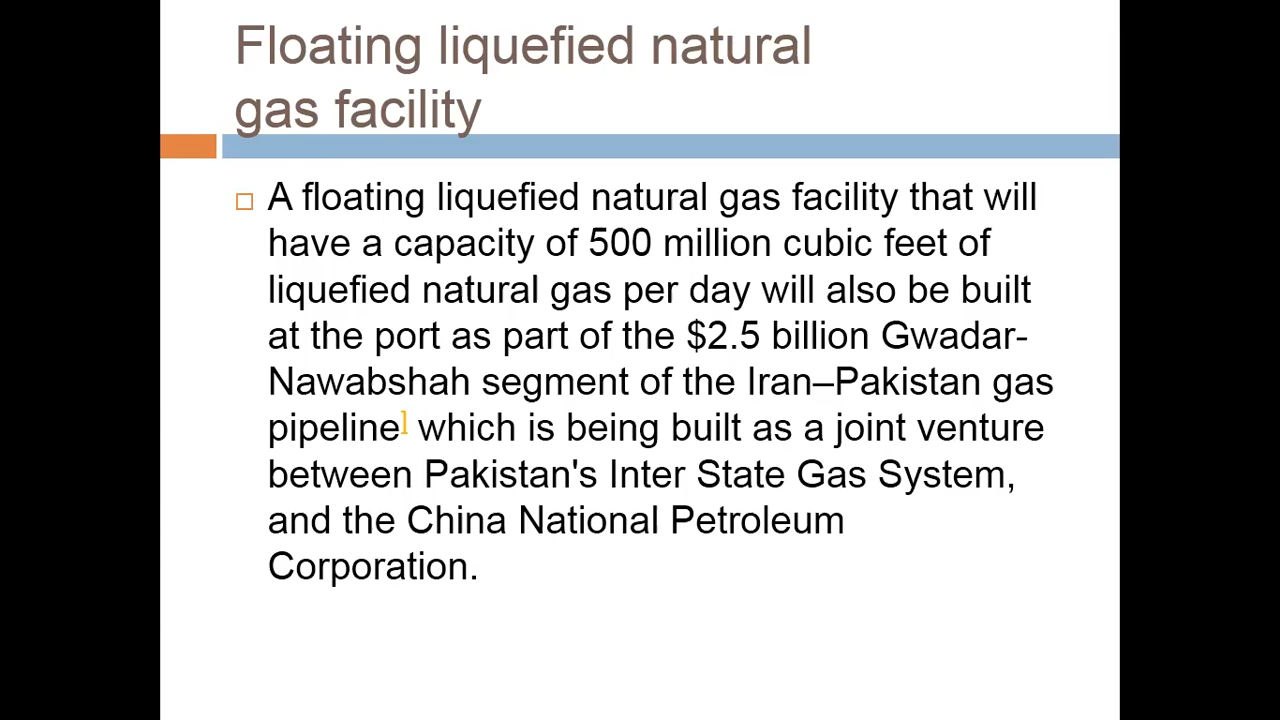 Floating liquefied natural
gas facility
A floating liquefied natural gas facility that will
have a capacity of 500 million cubic feet of
liquefied natural gas per day will also be built
at the port as part of the $2.5 billion Gwadar-
Nawabshah segment of the Iran–Pakistan gas
pipeline] which is being built as a joint venture
between Pakistan's Inter State Gas System,
and the China National Petroleum
Corporation.